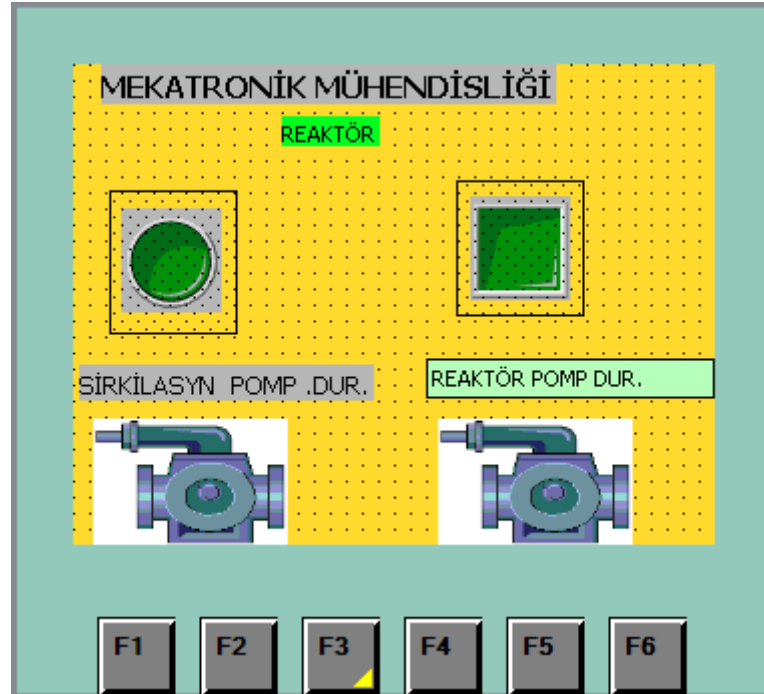 MEKATRONİK MÜHENDİSLİĞİ
REAKTÖR
SİRKİLASYN POMP .DUR.
REAKTÖR POMP DUR.
F1 F2 F3 F4 F5 F6